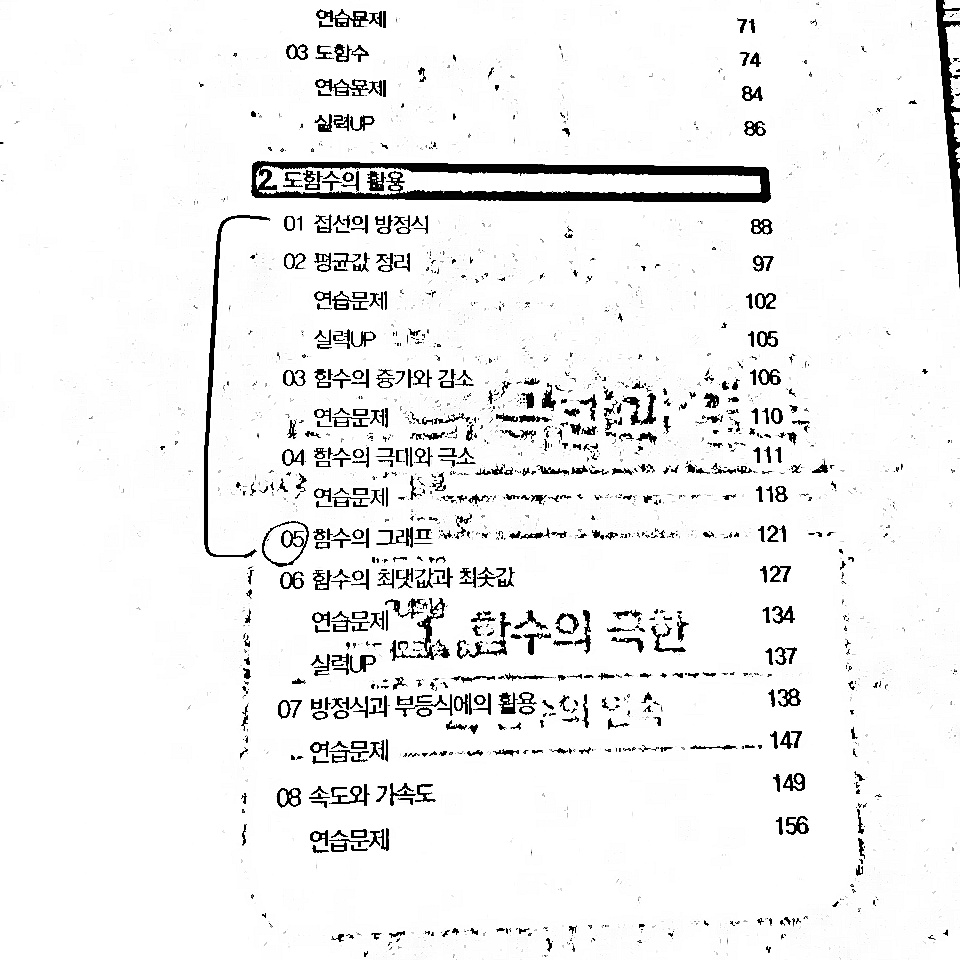 연습문제 71
03 도함수 74
연습문제 84
실력UP 86
2. 도함수의 활용
01 접선의 방정식 88
02 평균값 정리 97
연습문제 102
실력UP 105
03 함수의 증가와 감소 106
연습문제 110
04 함수의 극대와 극소 111
연습문제 118
05 함수의 그래프 121
06 함수의 최댓값과 최솟값 127
연습문제 134
1. 함수의 극한
실력UP 137
07 방정식과 부등식에의 활용 138
연습문제 147
08 속도와 가속도 149
연습문제 156